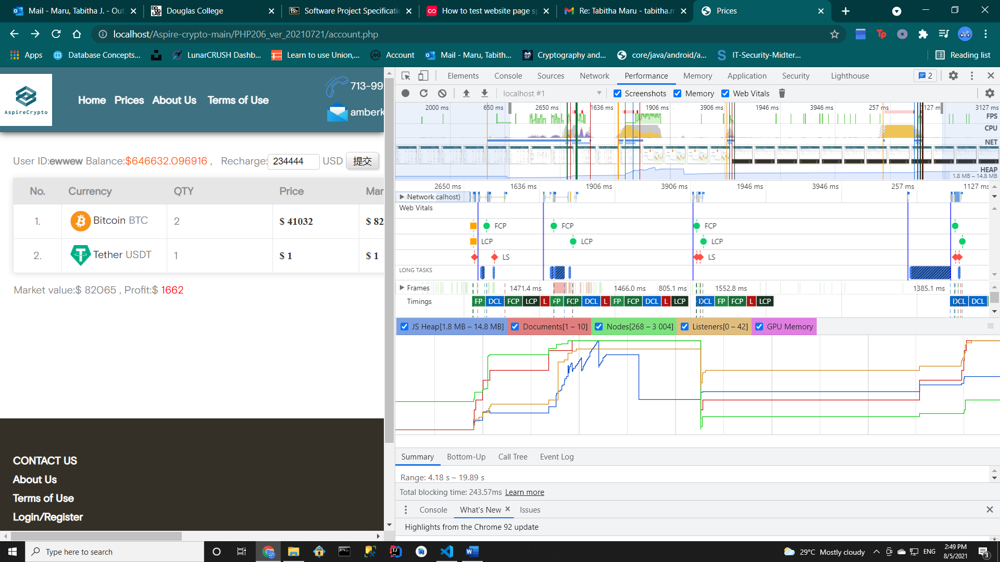 Mail - Maru, Tabitha J. - Out
Douglas College
Software Project Specificatio
How to test website page sp
Re: Tabitha Maru - tabitha.m
Prices
localhost/Aspire-crypto-main/PHP206_ver_20210721/account.php
Apps
Database Concepts...
LunarCRUSH Dashb...
Learn to use Union,...
Account
Mail - Maru, Tabith...
Cryptography and...
core/java/android/a...
IT-Security-Midter...
Reading list
AspireCrypto
Home Prices About Us Terms of Use
713-99
amberk
User ID:ewwew Balance:$646632.096916 , Recharge: 234444 USD 提交
No. Currency QTY Price Mar
1. Bitcoin BTC 2 $ 41032 $ 82
2. Tether USDT 1 $ 1 $ 1
Market value:$ 82065 , Profit:$ 1662
CONTACT US
About Us
Terms of Use
Login/Register
Elements Console Sources Network Performance Memory Application Security Lighthouse 2
localhost #1 Screenshots Memory Web Vitals
2000 ms 650 ms 2650 ms 1636 ms 1906 ms 3906 ms 1946 ms 3946 ms 257 ms 127 m 3127 ms
FPS
CPU
NET
HEAP
1.8 MB – 14.8 MB
2650 ms 1636 ms 1906 ms 3906 ms 1946 ms 3946 ms 257 ms 1127 ms
Network calhost)
Web Vitals
FCP FCP FCP
LCP LCP LCP
LS LS
LONG TASKS
Frames 1471.4 ms 1466.0 ms 805.1 ms 1552.8 ms 1385.1 ms
Timings FP DCL FCP LCP L FP FCP DCL L FP FCP DCL L LCP DCL FP FCP L LCP DCL DCL
JS Heap[1.8 MB – 14.8 MB] Documents[1 – 10] Nodes[268 – 3 004] Listeners[0 – 42] GPU Memory
Summary Bottom-Up Call Tree Event Log
Range: 4.18 s – 19.89 s
Total blocking time: 243.57ms Learn more
Console What's New Issues
Highlights from the Chrome 92 update
Type here to search
29°C Mostly cloudy
ENG
2:49 PM
8/5/2021
3